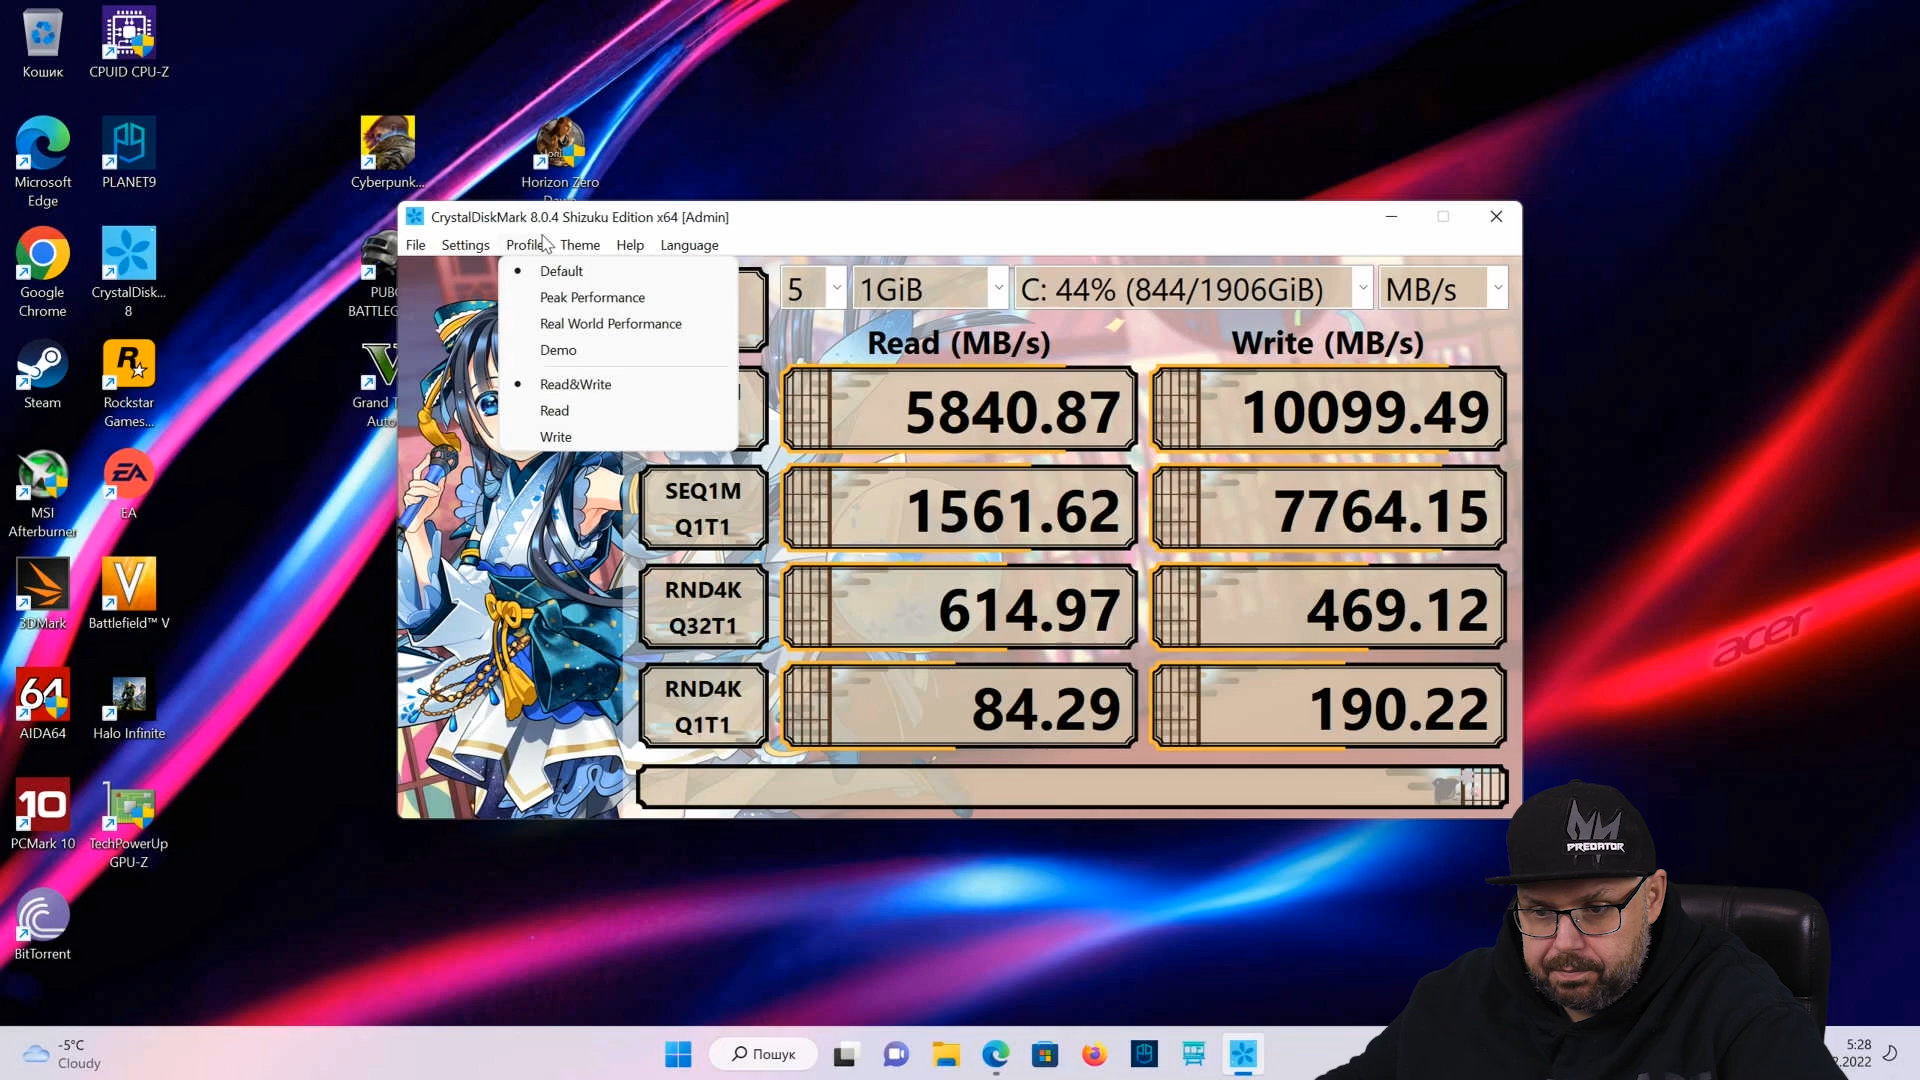 Кошик
CPUID CPU-Z
Microsoft
Edge
PLANET9
Cyberpunk...
Horizon Zero
Google
Chrome
CrystalDisk...
8
Steam
Rockstar
Games...
MSI
Afterburner
EA
3DMark
Battlefield™ V
64
AIDA64
Halo Infinite
10
PCMark 10
TechPowerUp
GPU-Z
BitTorrent
CrystalDiskMark 8.0.4 Shizuku Edition x64 [Admin]
File Settings Profile Theme Help Language
Default
Peak Performance
Real World Performance
Demo
Read&Write
Read
Write
5 1GiB C: 44% (844/1906GiB) MB/s
Read (MB/s) Write (MB/s)
5840.87 10099.49
SEQ1M
Q1T1
1561.62 7764.15
RND4K
Q32T1
614.97 469.12
RND4K
Q1T1
84.29 190.22
acer
PREDATOR
-5°C
Cloudy
Пошук
5:28
.2022